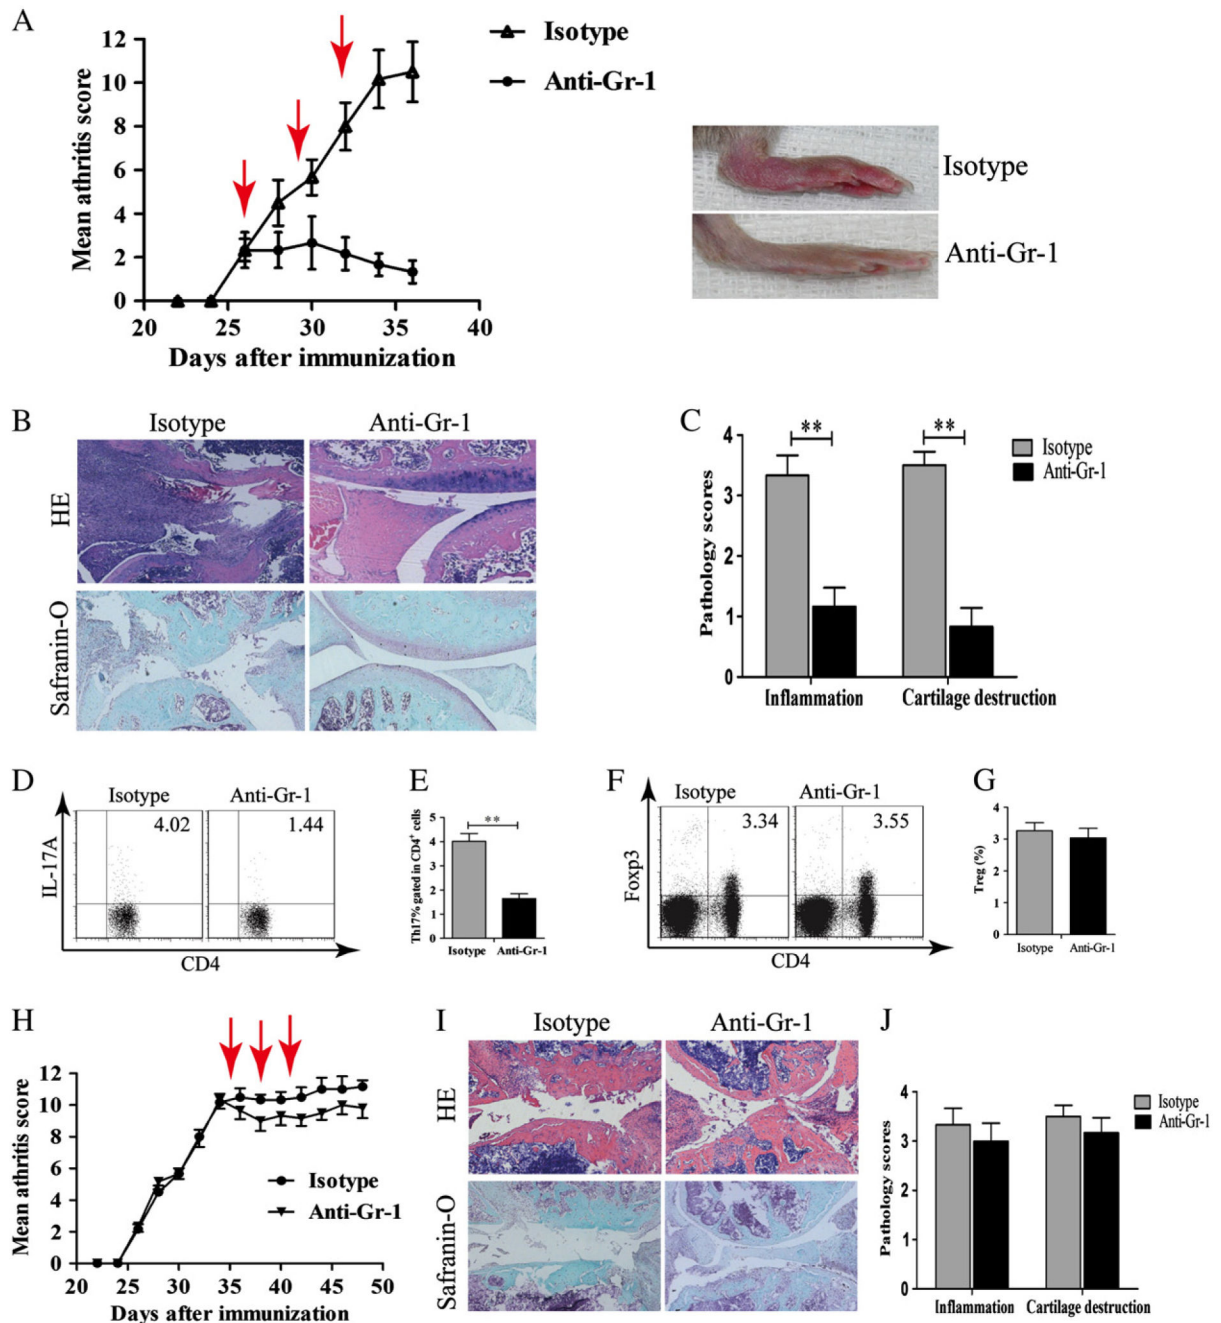 A
Mean athritis score
12
10
8
6
4
2
0
20
25
30
35
40
Days after immunization
Isotype
Anti-Gr-1
Isotype
Anti-Gr-1
B
Isotype
Anti-Gr-1
HE
Safranin-O
C
Pathology scores
4
3
2
1
0
Inflammation
Cartilage destruction
**
**
Isotype
Anti-Gr-1
D
Isotype
Anti-Gr-1
4.02
1.44
IL-17A
CD4
E
Th17% gated in CD4⁺ cells
5
4
3
2
1
0
**
Isotype
Anti-Gr-1
F
Isotype
Anti-Gr-1
3.34
3.55
Foxp3
CD4
G
Treg (%)
4
3
2
1
0
Isotype
Anti-Gr-1
H
Mean athritis score
12
10
8
6
4
2
0
20
25
30
35
40
45
50
Days after immunization
Isotype
Anti-Gr-1
I
Isotype
Anti-Gr-1
HE
Safranin-O
J
Pathology scores
4
3
2
1
0
Inflammation
Cartilage destruction
Isotype
Anti-Gr-1